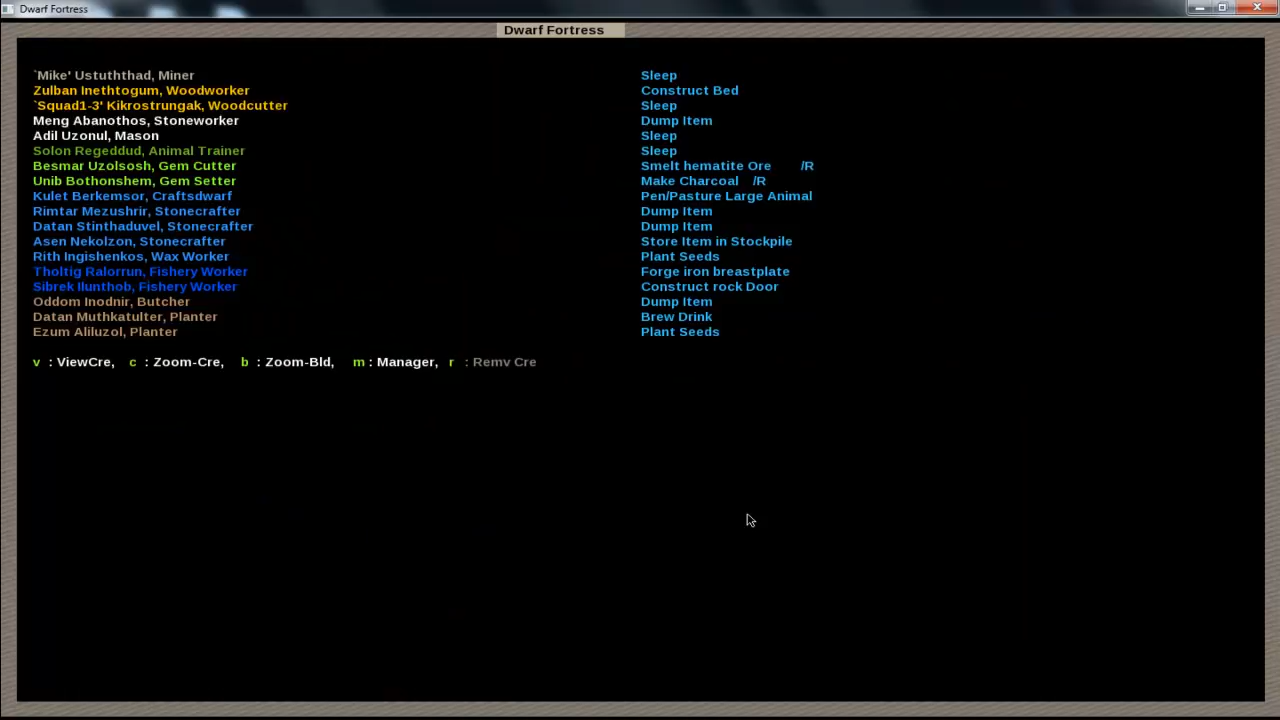 Dwarf Fortress
Dwarf Fortress
`Mike' Ustuththad, Miner Sleep
Zulban Inethtogum, Woodworker Construct Bed
`Squad1-3' Kikrostrungak, Woodcutter Sleep
Meng Abanothos, Stoneworker Dump Item
Adil Uzonul, Mason Sleep
Solon Regeddud, Animal Trainer Sleep
Besmar Uzolsosh, Gem Cutter Smelt hematite Ore /R
Unib Bothonshem, Gem Setter Make Charcoal /R
Kulet Berkemsor, Craftsdwarf Pen/Pasture Large Animal
Rimtar Mezushrir, Stonecrafter Dump Item
Datan Stinthaduvel, Stonecrafter Dump Item
Asen Nekolzon, Stonecrafter Store Item in Stockpile
Rith Ingishenkos, Wax Worker Plant Seeds
Tholtig Ralorrun, Fishery Worker Forge iron breastplate
Sibrek Ilunthob, Fishery Worker Construct rock Door
Oddom Inodnir, Butcher Dump Item
Datan Muthkatulter, Planter Brew Drink
Ezum Aliluzol, Planter Plant Seeds
v : ViewCre, c : Zoom-Cre, b : Zoom-Bld, m : Manager, r : Remv Cre